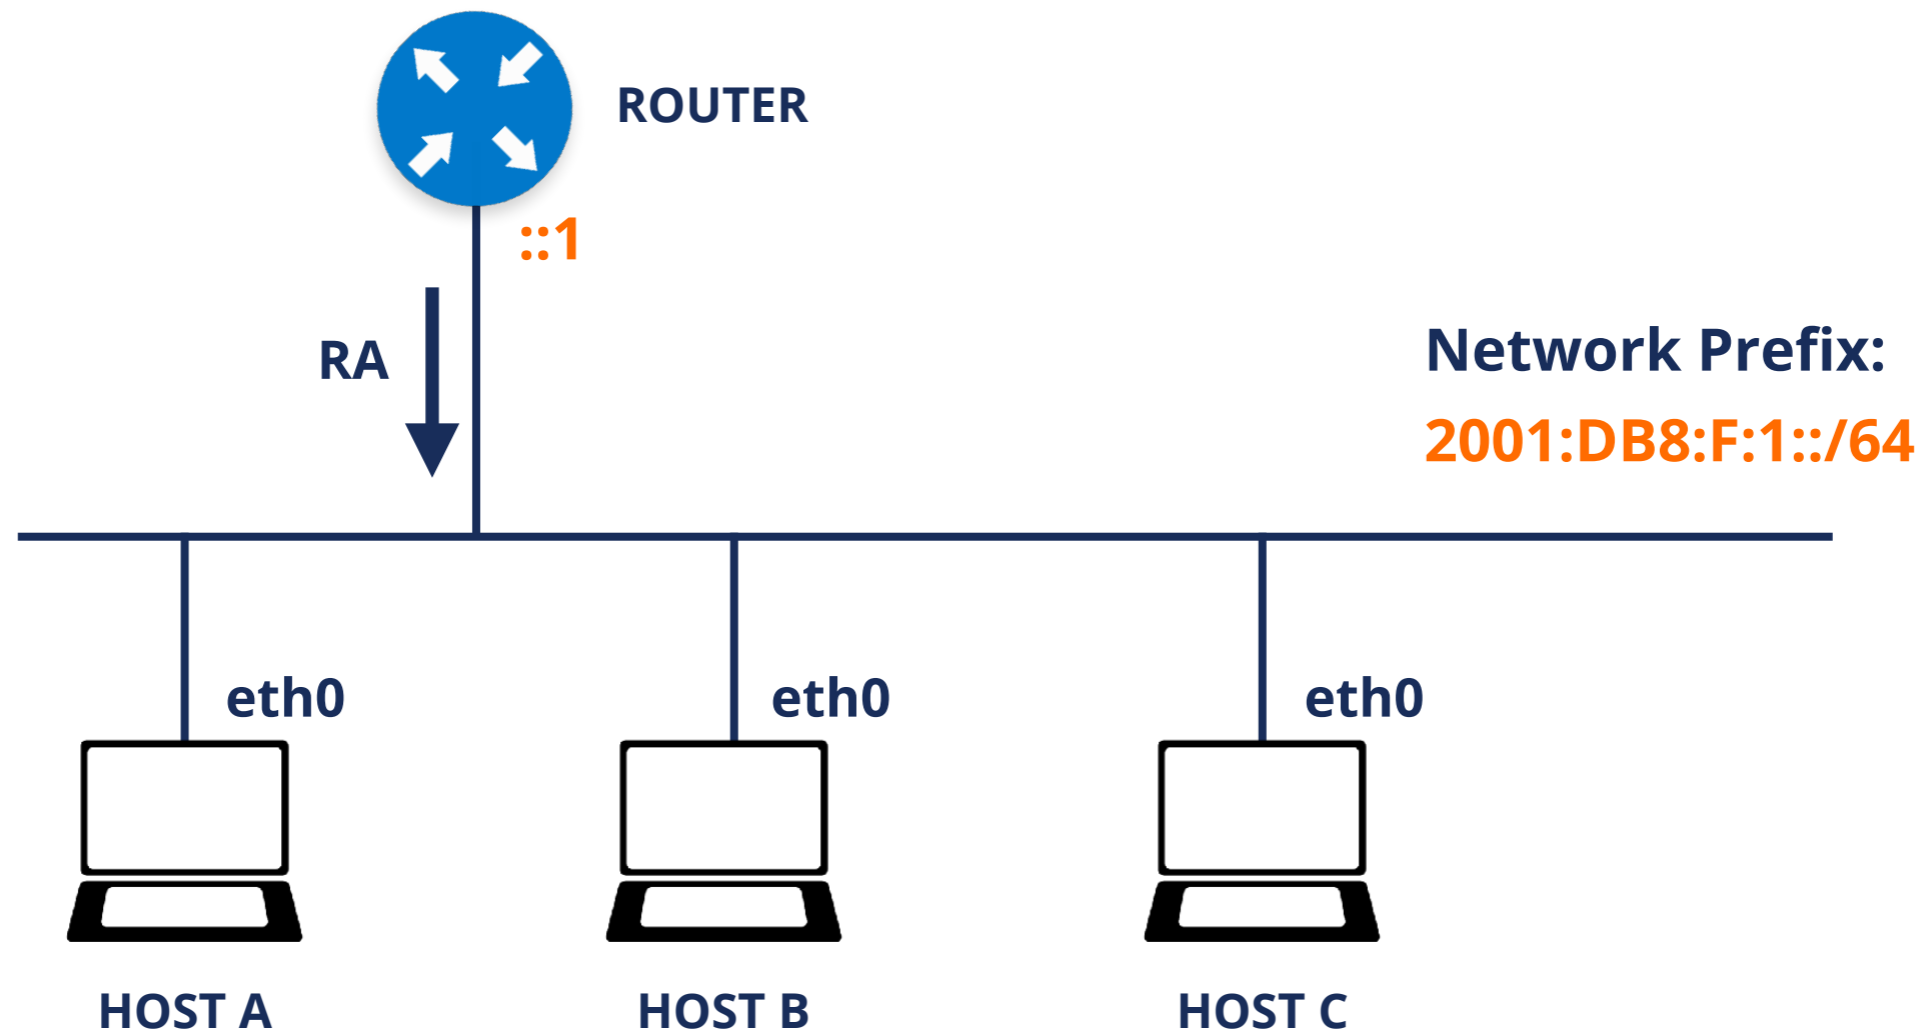 ROUTER
::1
RA
Network Prefix:
2001:DB8:F:1::/64
eth0
eth0
eth0
HOST A
HOST B
HOST C